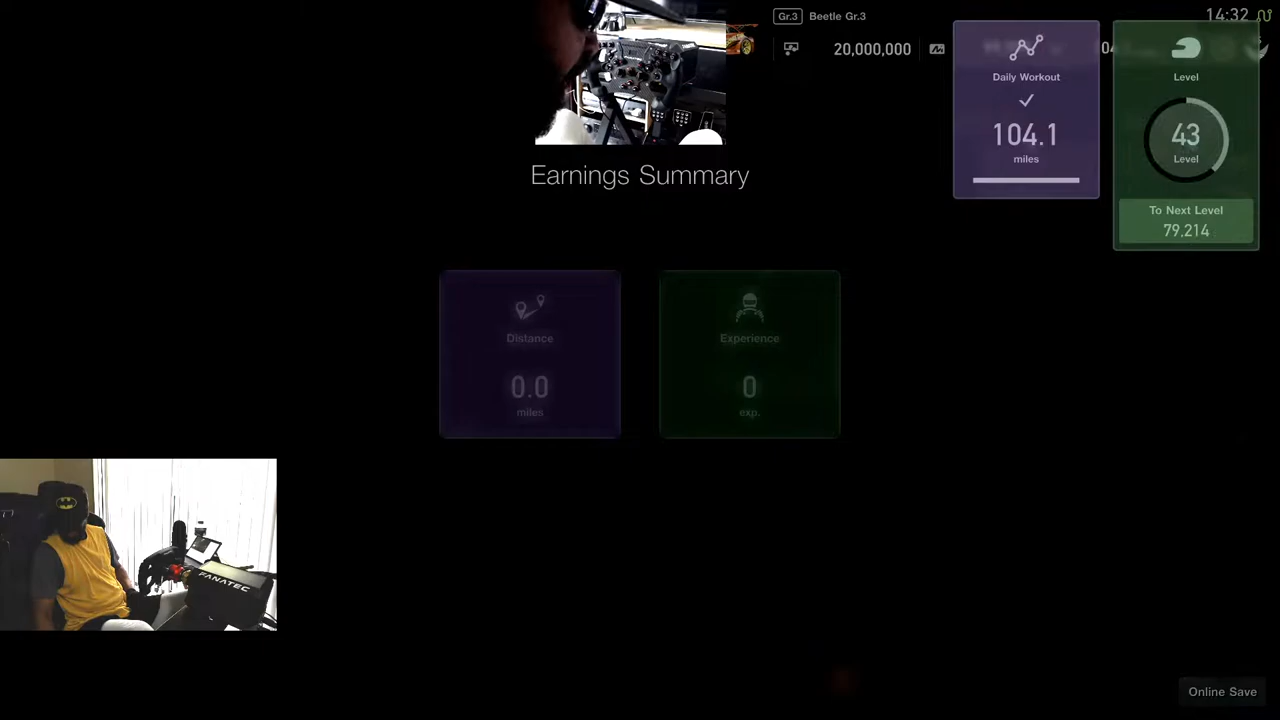 Gr.3 Beetle Gr.3
14:32
20,000,000
Earnings Summary
Daily Workout
104.1
miles
Level
43
Level
To Next Level
79,214
Distance
0.0
miles
Experience
0
exp.
FANATEC
Online Save